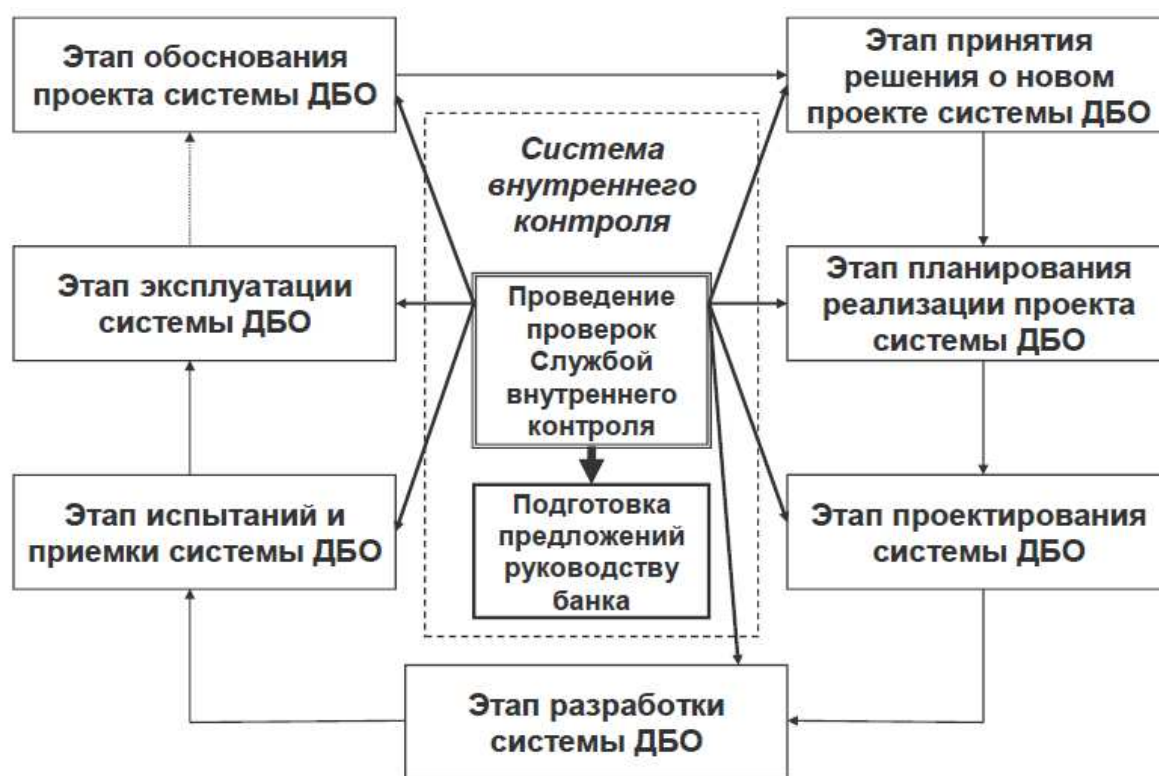 Этап обоснования
проекта системы ДБО
Этап принятия
решения о новом
проекте системы ДБО
Система
внутреннего
контроля
Этап эксплуатации
системы ДБО
Проведение
проверок
Службой
внутреннего
контроля
Этап планирования
реализации проекта
системы ДБО
Этап испытаний и
приемки системы ДБО
Подготовка
предложений
руководству
банка
Этап проектирования
системы ДБО
Этап разработки
системы ДБО